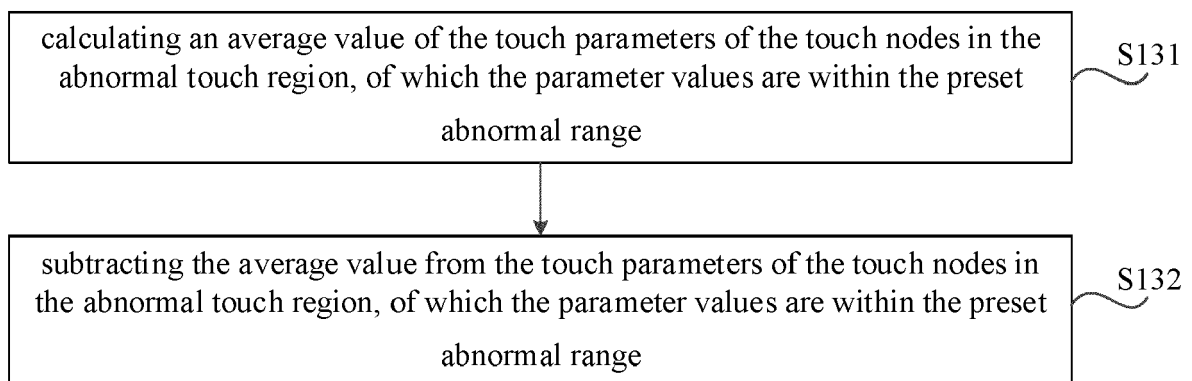 calculating an average value of the touch parameters of the touch nodes in the
abnormal touch region, of which the parameter values are within the preset
abnormal range
S131
subtracting the average value from the touch parameters of the touch nodes in
the abnormal touch region, of which the parameter values are within the preset
abnormal range
S132